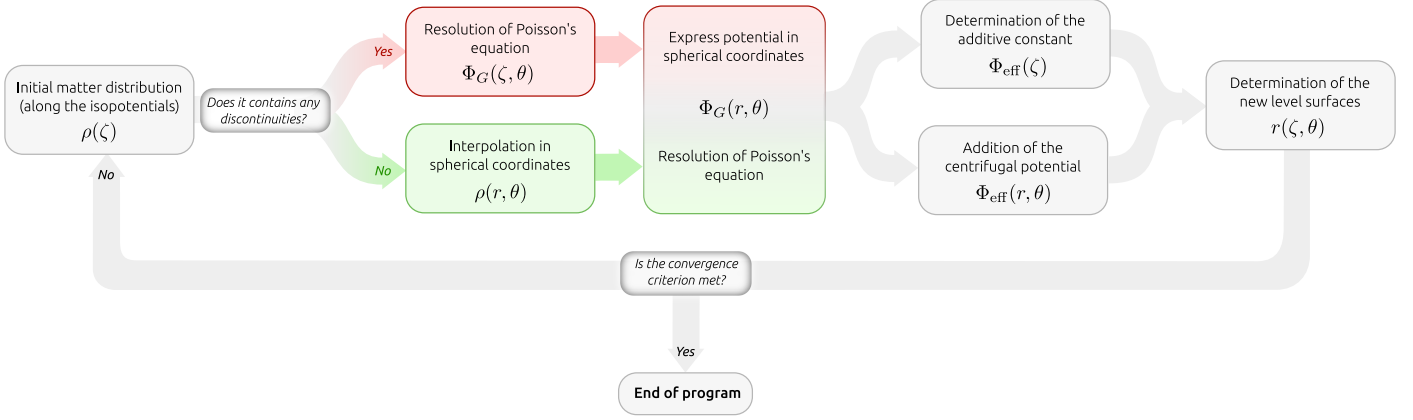 Initial matter distribution
(along the isopotentials)
ρ(ζ)
Does it contains any
discontinuities?
Yes
No
Resolution of Poisson's
equation
Φ_G(ζ, θ)
Interpolation in
spherical coordinates
ρ(r, θ)
Express potential in
spherical coordinates
Φ_G(r, θ)
Resolution of Poisson's
equation
Determination of the
additive constant
Φ_eff(ζ)
Addition of the
centrifugal potential
Φ_eff(r, θ)
Determination of the
new level surfaces
r(ζ, θ)
Is the convergence
criterion met?
No
Yes
End of program